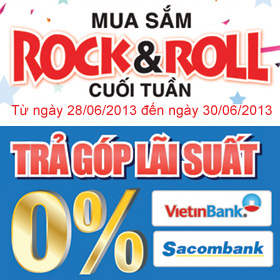 MUA SẮM
ROCK&ROLL
CUỐI TUẦN
Từ ngày 28/06/2013 đến ngày 30/06/2013
TRẢ GÓP LÃI SUẤT
0%
VietinBank
Sacombank